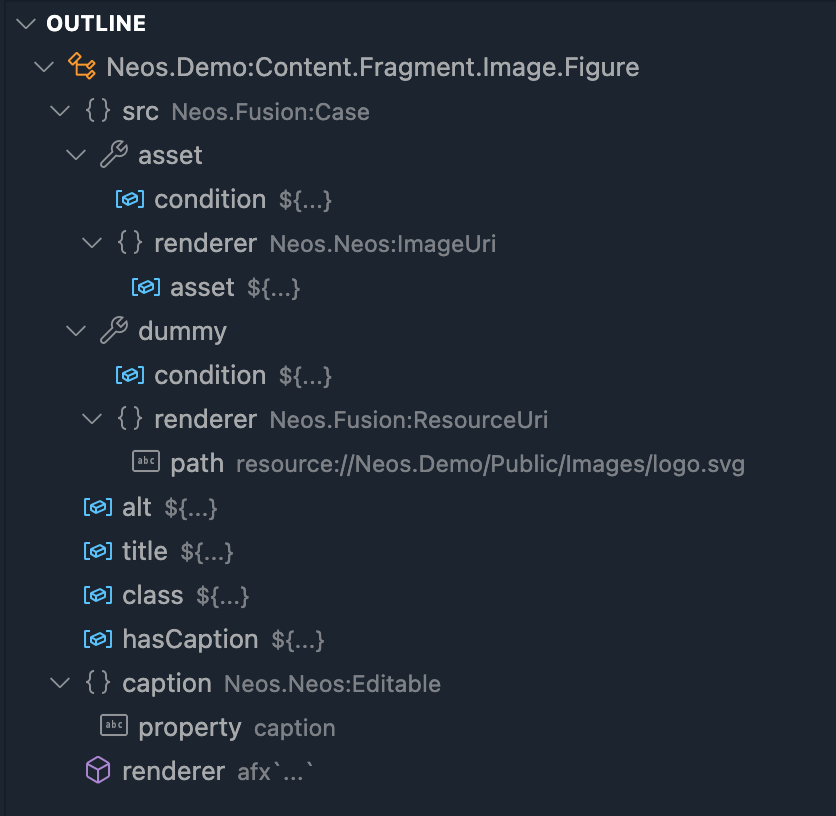 OUTLINE
Neos.Demo:Content.Fragment.Image.Figure
{} src Neos.Fusion:Case
asset
condition ${...}
{} renderer Neos.Neos:ImageUri
asset ${...}
dummy
condition ${...}
{} renderer Neos.Fusion:ResourceUri
abc path resource://Neos.Demo/Public/Images/logo.svg
alt ${...}
title ${...}
class ${...}
hasCaption ${...}
{} caption Neos.Neos:Editable
abc property caption
renderer afx`...`